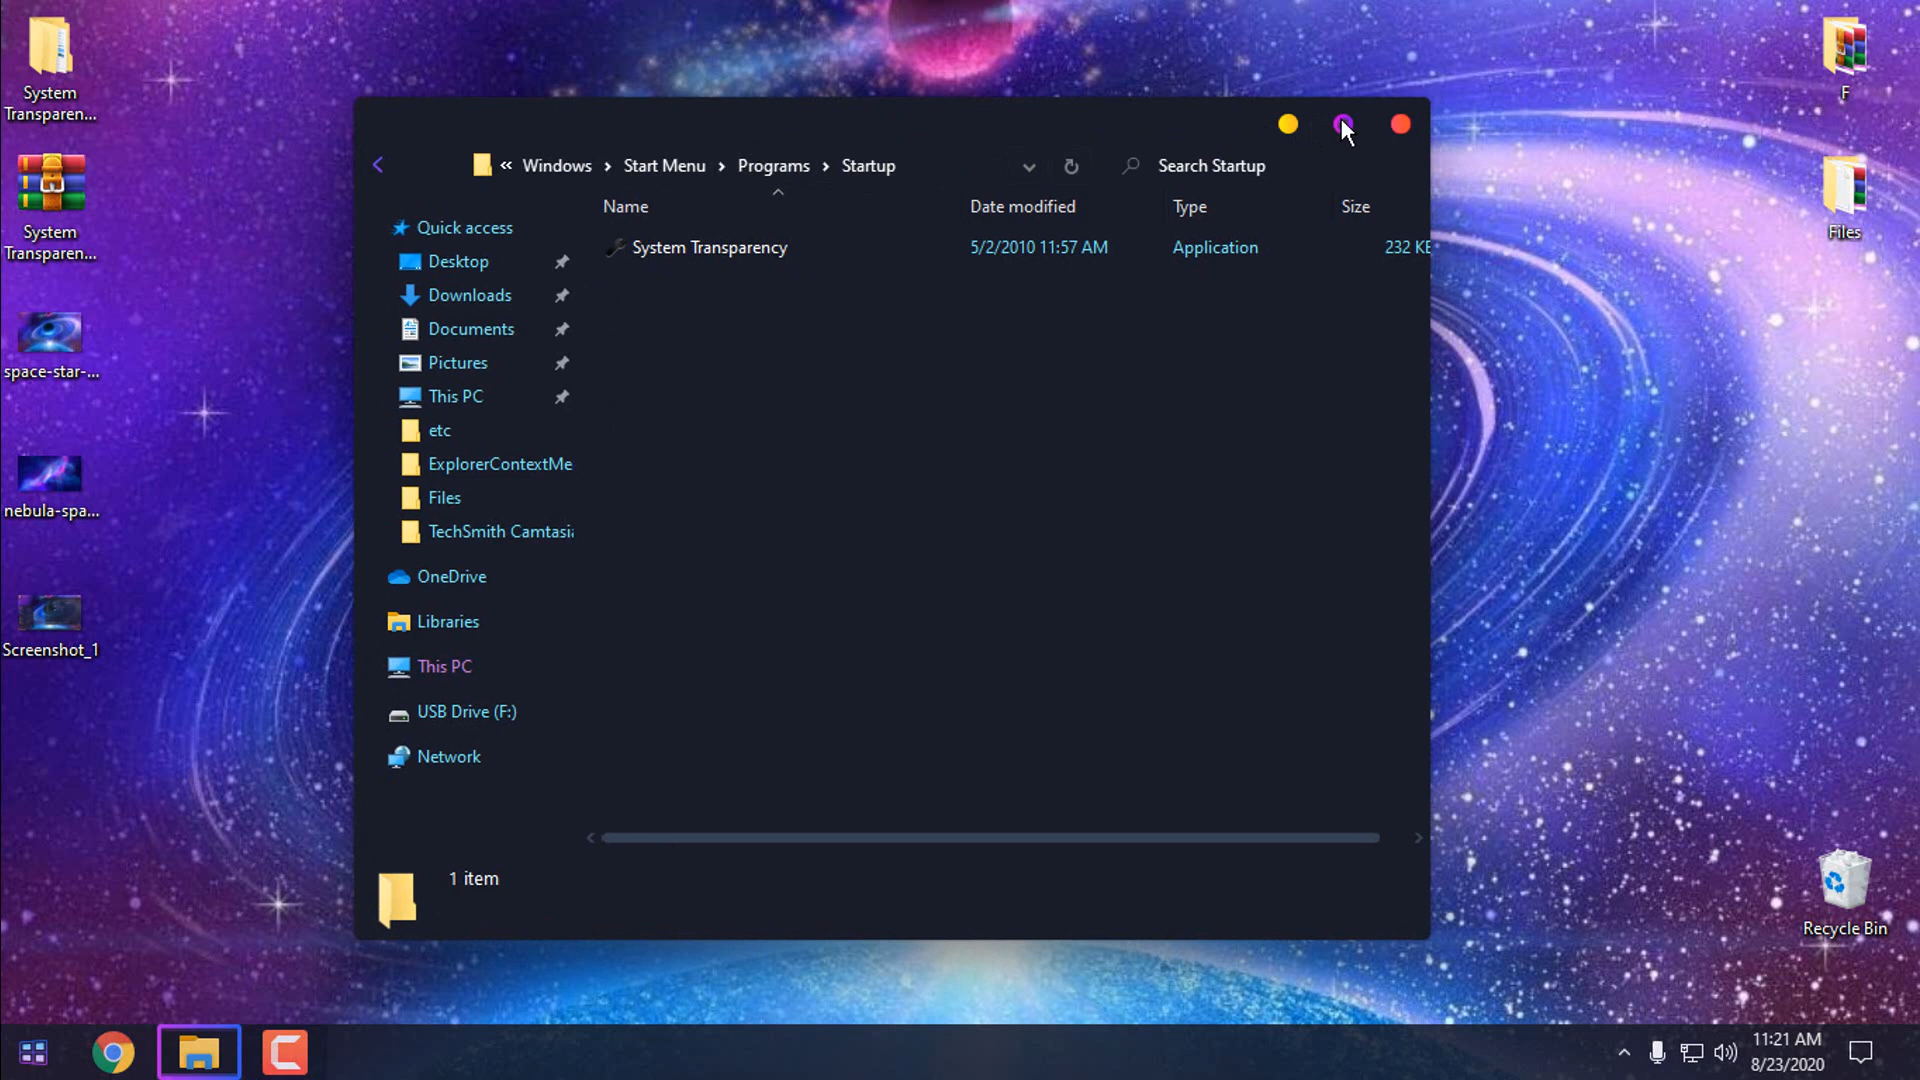 System
Transparen...
System
Transparen...
space-star-...
nebula-spa...
Screenshot_1
« Windows › Start Menu › Programs › Startup
Search Startup
Name
Date modified
Type
Size
System Transparency
5/2/2010 11:57 AM
Application
232 KB
Quick access
Desktop
Downloads
Documents
Pictures
This PC
etc
ExplorerContextMe
Files
TechSmith Camtasia
OneDrive
Libraries
This PC
USB Drive (F:)
Network
1 item
F
Files
Recycle Bin
11:21 AM
8/23/2020